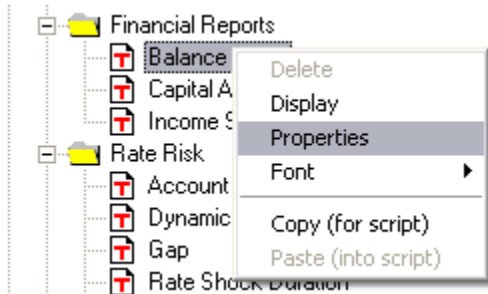 Financial Reports
Balance
Capital A
Income S
Rate Risk
Account
Dynamic
Gap
Rate Shock Duration
Delete
Display
Properties
Font
Copy (for script)
Paste (into script)